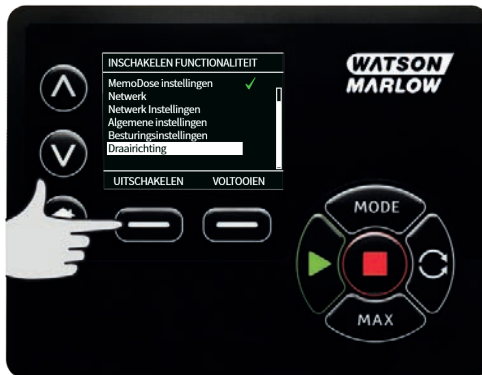 INSCHAKELEN FUNCTIONALITEIT
MemoDose instellingen
Netwerk
Netwerk Instellingen
Algemene instellingen
Besturingsinstellingen
Draairichting
UITSCHAKELEN VOLTOOIEN
WATSON
MARLOW
MODE
MAX